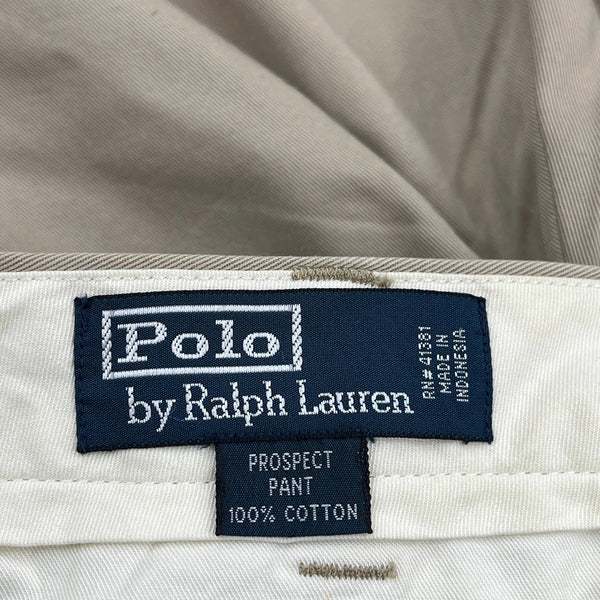 Polo
by Ralph Lauren
RN# 41381
MADE IN
INDONESIA
PROSPECT
PANT
100% COTTON